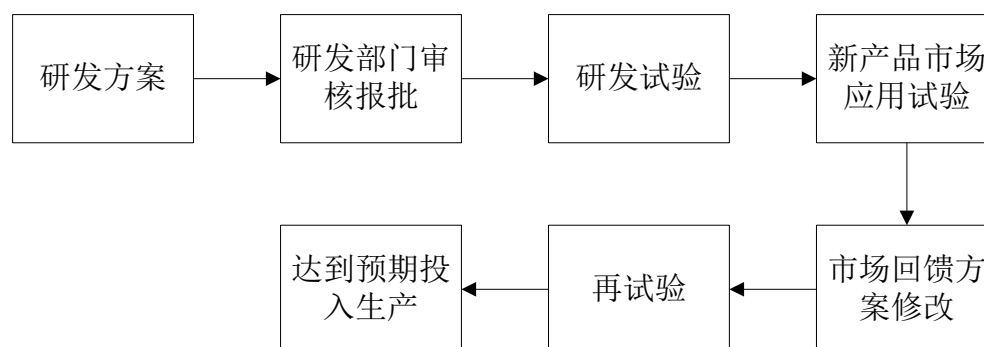 研发方案
研发部门审
核报批
研发试验
新产品市场
应用试验
市场回馈方
案修改
再试验
达到预期投
入生产